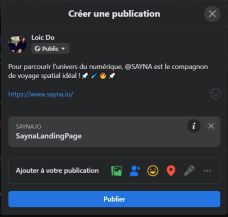 Créer une publication
Loic Do
Public
Pour parcourir l'univers du numérique, @SAYNA est le compagnon
de voyage spatial idéal !
https://www.sayna.io/
SAYNA.IO
SaynaLandingPage
Ajouter à votre publication
Publier